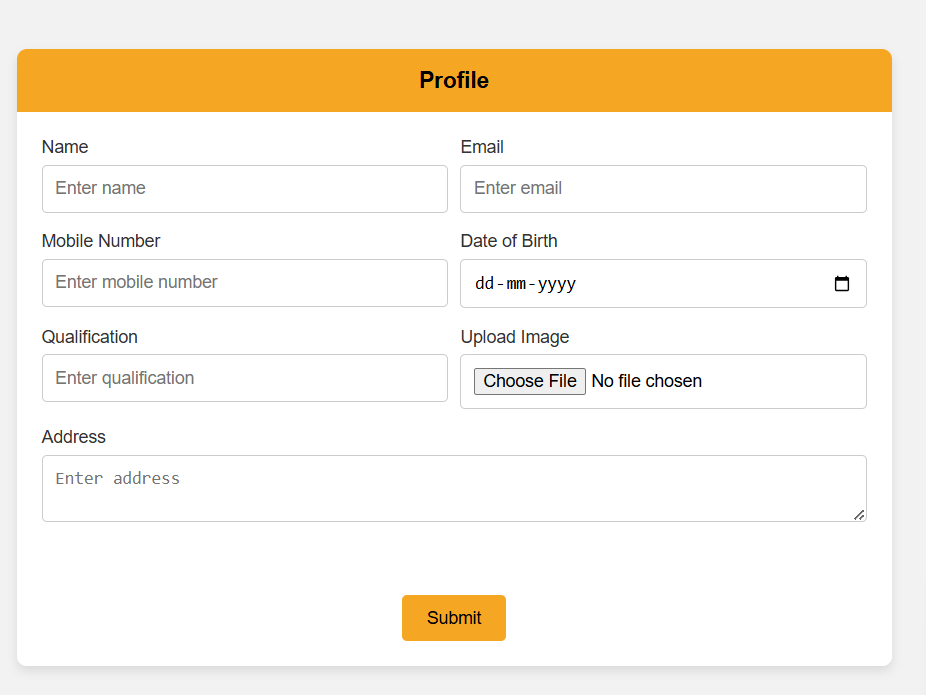 Profile
Name
Email
Enter name
Enter email
Mobile Number
Date of Birth
Enter mobile number
dd-mm-yyyy
Qualification
Upload Image
Enter qualification
Choose File No file chosen
Address
Enter address
Submit